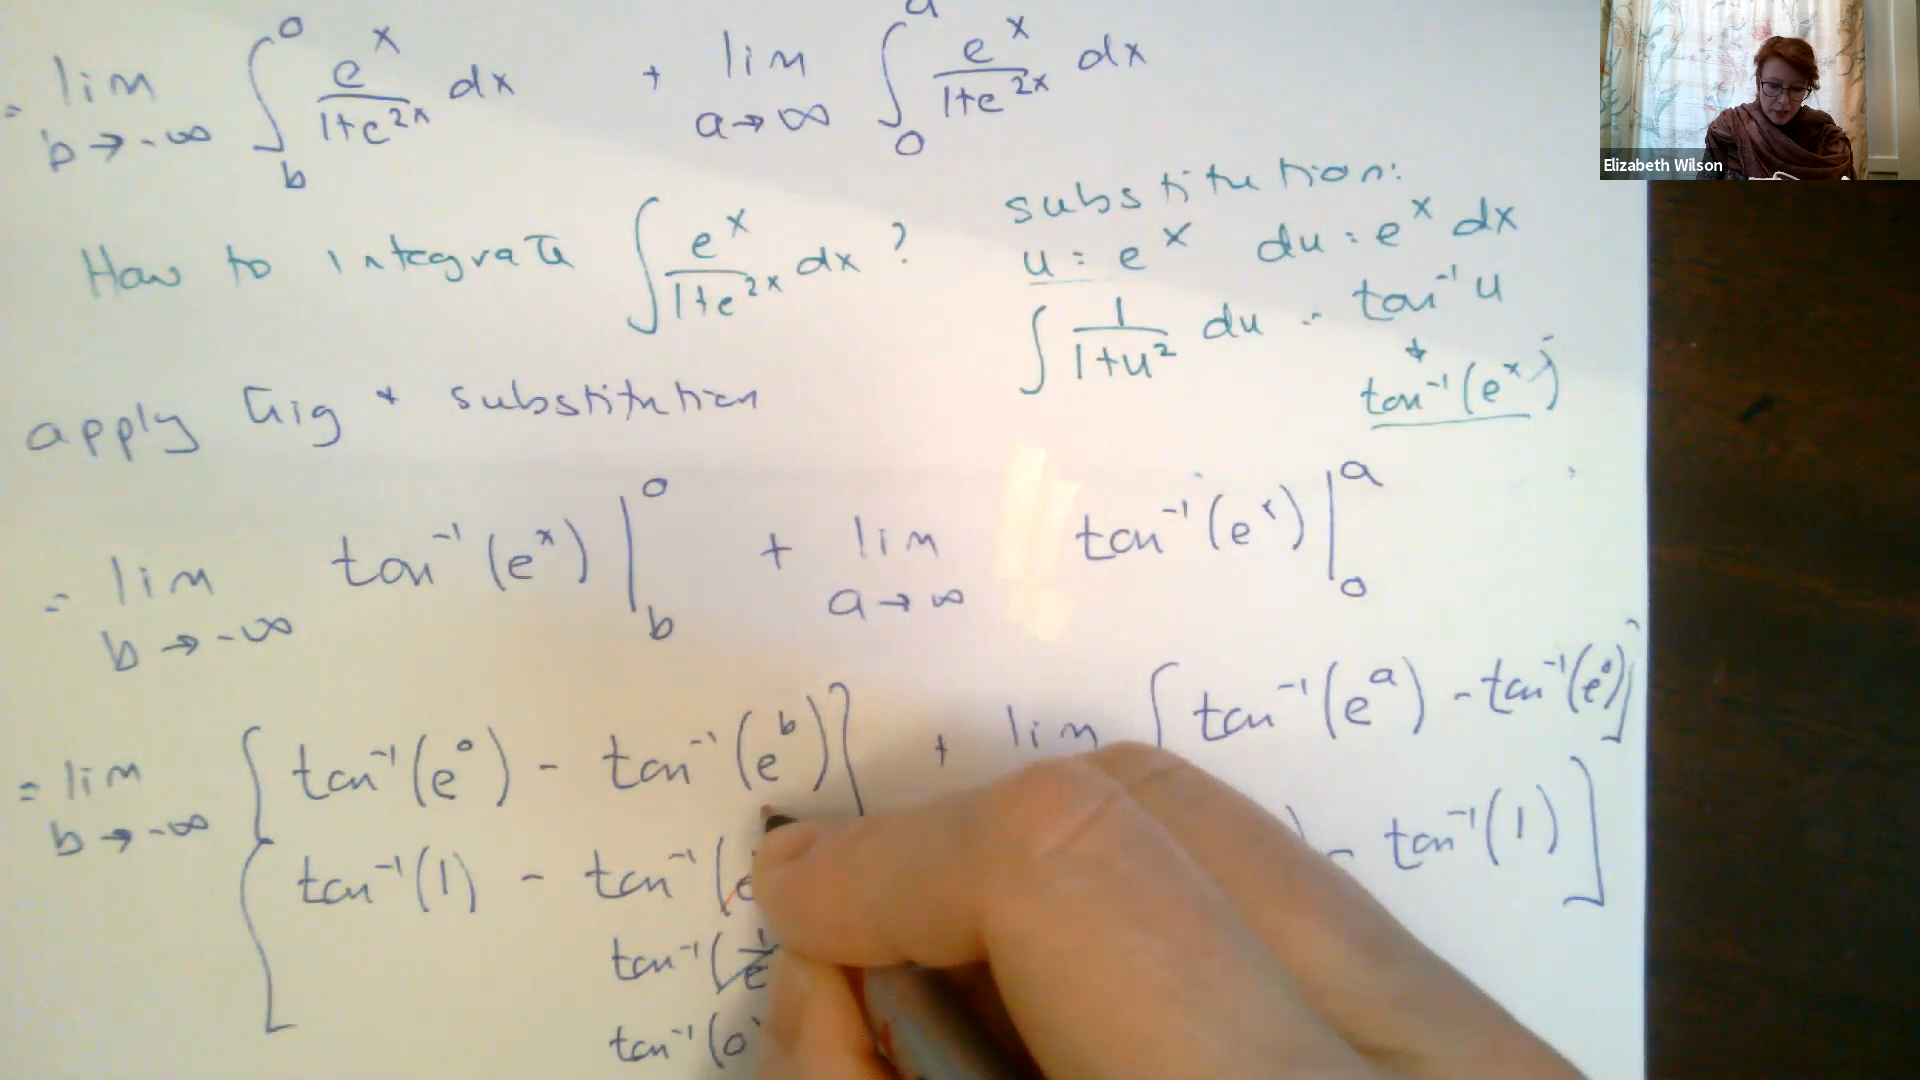 = lim b→-∞ ∫_b^0 e^x/(1+e^(2x)) dx + lim a→∞ ∫_0^a e^x/(1+e^(2x)) dx
Elizabeth Wilson
How to integrate ∫ e^x/(1+e^(2x)) dx ?
substitution:
u = e^x du = e^x dx
∫ 1/(1+u²) du = tan⁻¹ u
tan⁻¹(e^x)
apply + substitution
= lim b→-∞ tan⁻¹(e^x) |_b^0 + lim a→∞ tan⁻¹(e^x) |_0^a
= lim b→-∞ [tan⁻¹(e^0) - tan⁻¹(e^b)] + lim [tan⁻¹(e^a) - tan⁻¹(e^0)]
[tan⁻¹(1) - tan⁻¹(e ) - tan⁻¹(1)]
tan⁻¹(1/e
tan⁻¹(0)